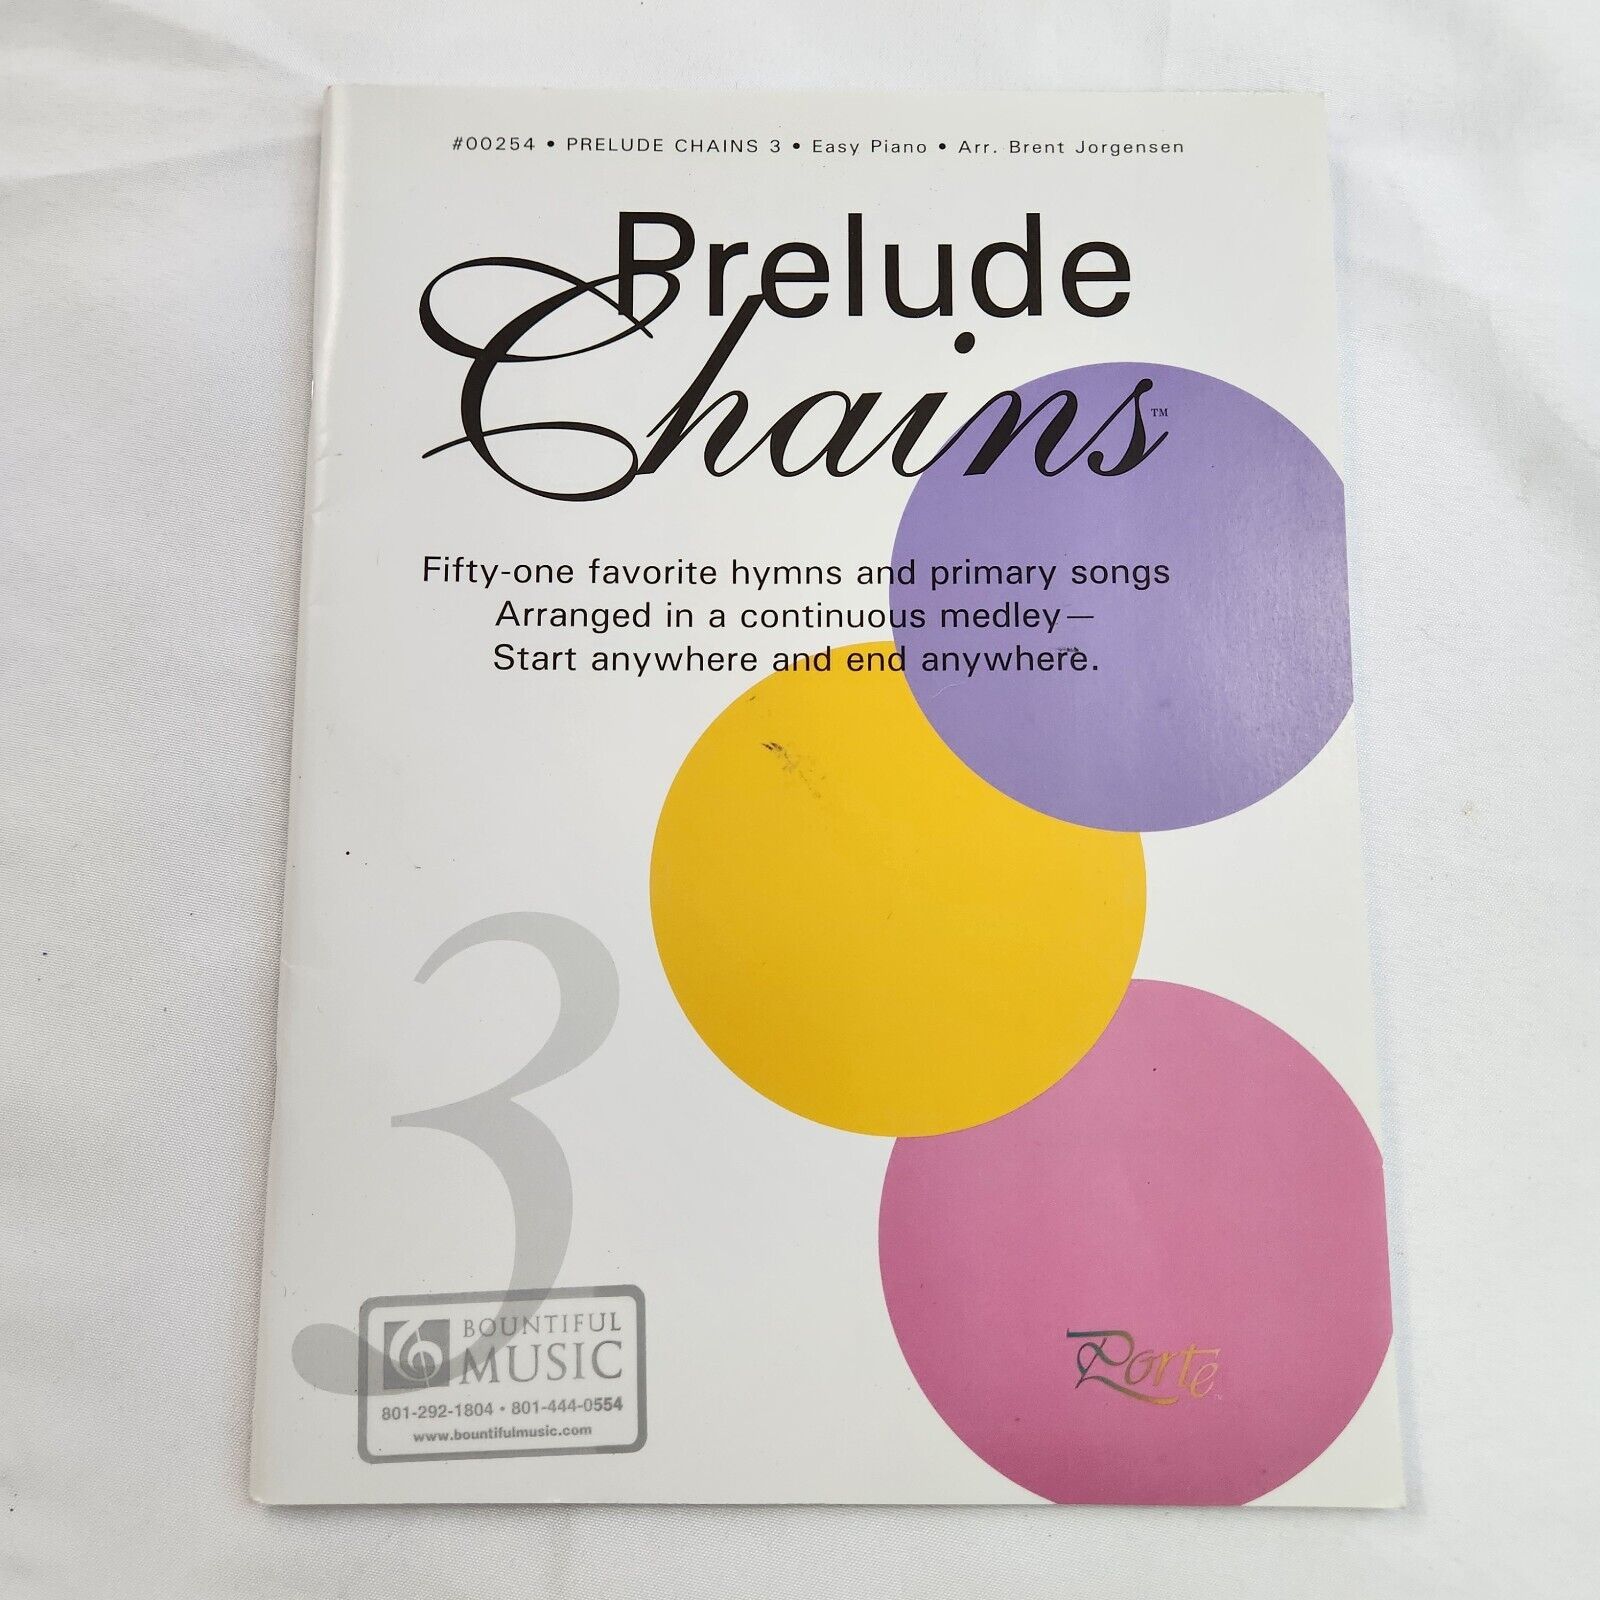 #00254 • PRELUDE CHAINS 3 • Easy Piano • Arr. Brent Jorgensen
Prelude
Chains™
Fifty-one favorite hymns and primary songs
Arranged in a continuous medley—
Start anywhere and end anywhere.
3
BOUNTIFUL
MUSIC
801-292-1804 • 801-444-0554
www.bountifulmusic.com
Porte